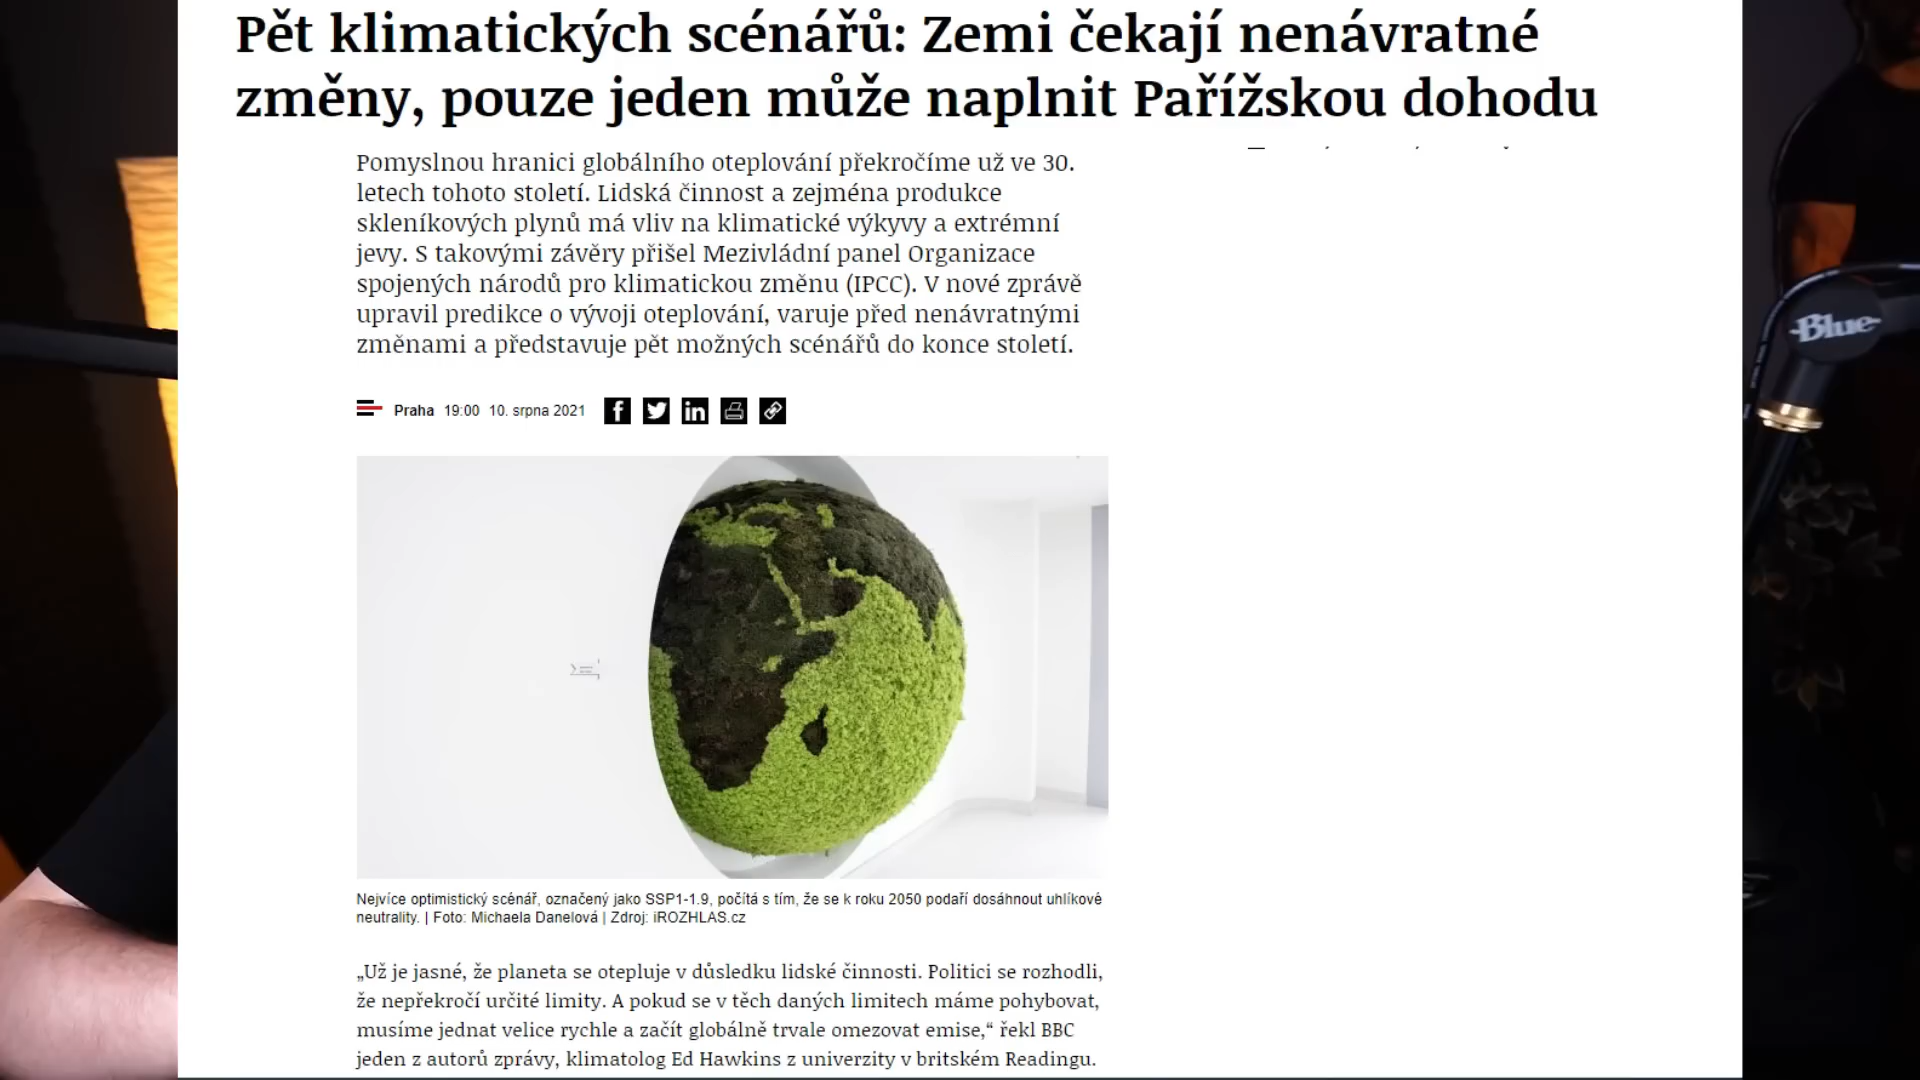 Pět klimatických scénářů: Zemi čekají nenávratné
změny, pouze jeden může naplnit Pařížskou dohodu
Pomyslnou hranici globálního oteplování překročíme už ve 30.
letech tohoto století. Lidská činnost a zejména produkce
skleníkových plynů má vliv na klimatické výkyvy a extrémní
jevy. S takovými závěry přišel Mezivládní panel Organizace
spojených národů pro klimatickou změnu (IPCC). V nové zprávě
upravil predikce o vývoji oteplování, varuje před nenávratnými
změnami a představuje pět možných scénářů do konce století.
Praha 19:00 10. srpna 2021
Blue
Nejvíce optimistický scénář, označený jako SSP1-1.9, počítá s tím, že se k roku 2050 podaří dosáhnout uhlíkové
neutrality. | Foto: Michaela Danelová | Zdroj: iROZHLAS.cz
„Už je jasné, že planeta se otepluje v důsledku lidské činnosti. Politici se rozhodli,
že nepřekročí určité limity. A pokud se v těch daných limitech máme pohybovat,
musíme jednat velice rychle a začít globálně trvale omezovat emise,“ řekl BBC
jeden z autorů zprávy, klimatolog Ed Hawkins z univerzity v britském Readingu.